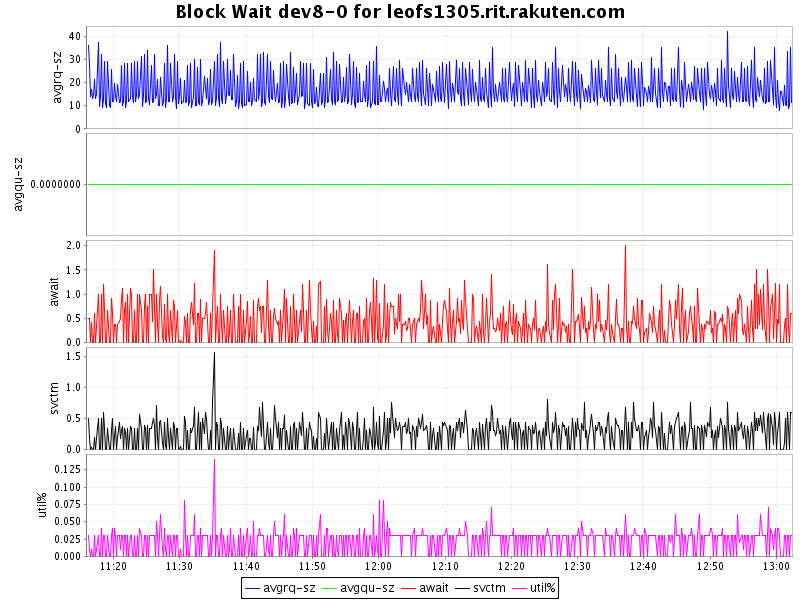 Block Wait dev8-0 for leofs1305.rit.rakuten.com
avgrq-sz
40
30
20
10
0
avgqu-sz
0.0000000
await
2.0
1.5
1.0
0.5
0.0
svctm
1.5
1.0
0.5
0.0
util%
0.125
0.100
0.075
0.050
0.025
0.000
11:20 11:30 11:40 11:50 12:00 12:10 12:20 12:30 12:40 12:50 13:00
avgrq-sz avgqu-sz await svctm util%